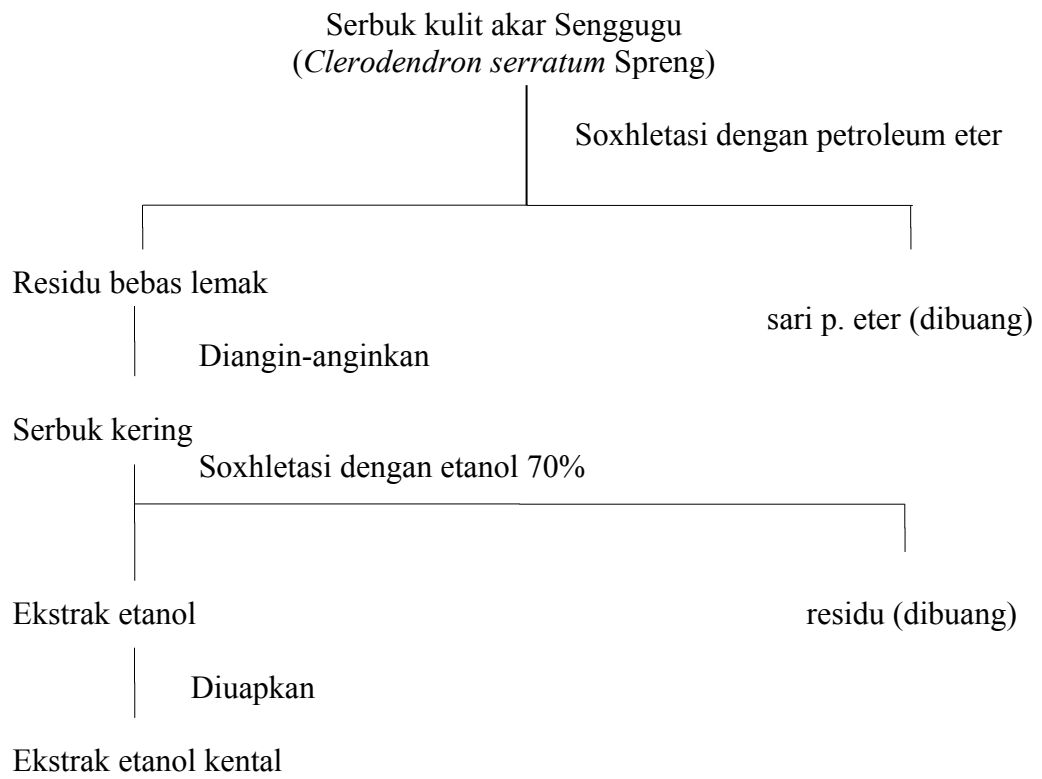 Serbuk kulit akar Senggugu
(Clerodendron serratum Spreng)
Soxhletasi dengan petroleum eter
Residu bebas lemak
sari p. eter (dibuang)
Diangin-anginkan
Serbuk kering
Soxhletasi dengan etanol 70%
Ekstrak etanol
residu (dibuang)
Diuapkan
Ekstrak etanol kental